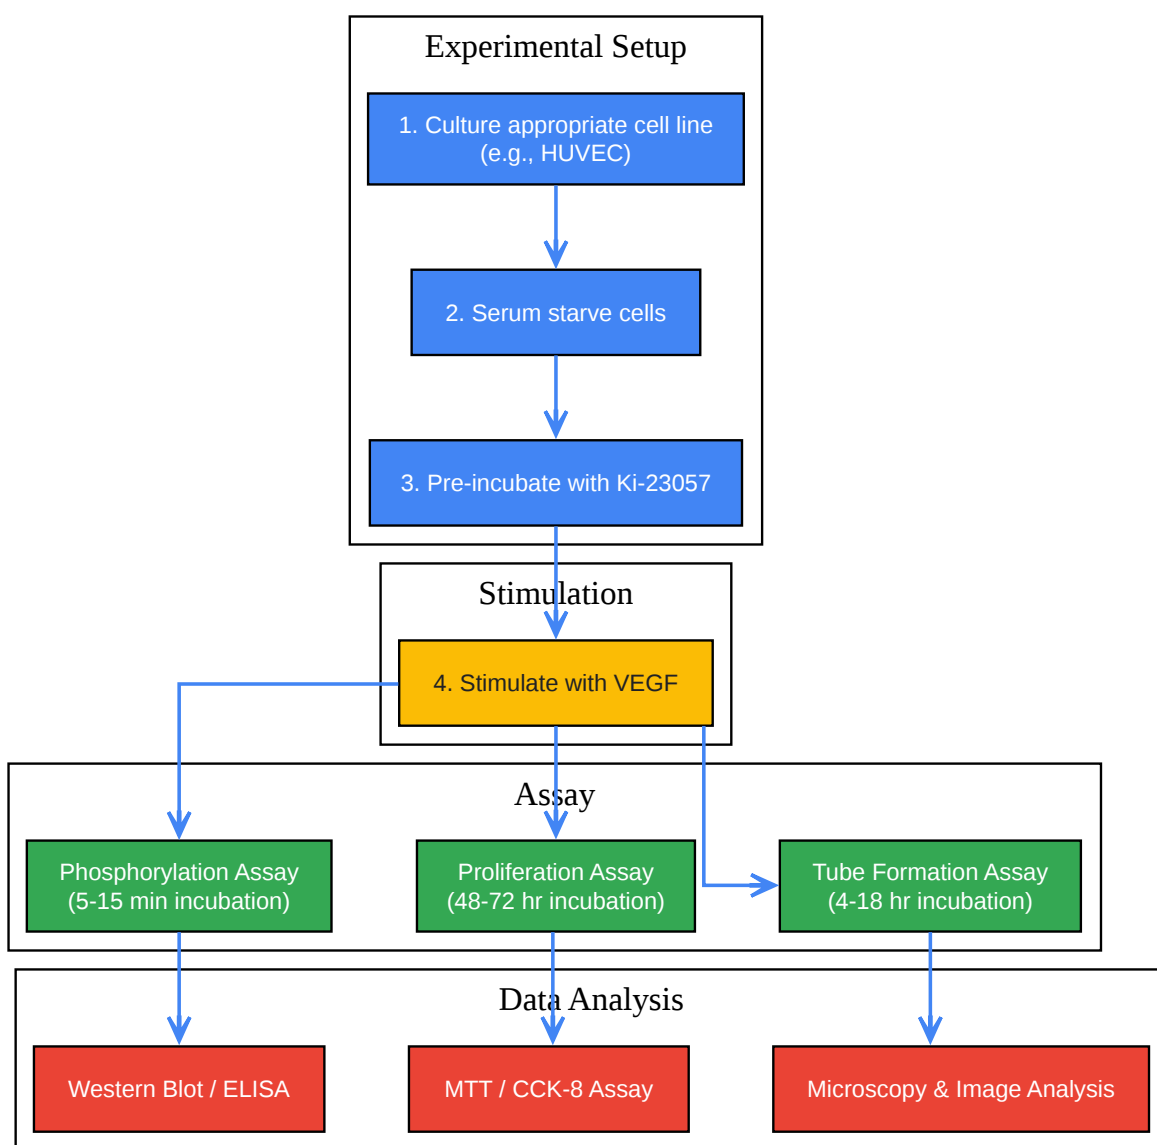 Experimental Setup
1. Culture appropriate cell line
(e.g., HUVEC)
2. Serum starve cells
3. Pre-incubate with Ki-23057
Stimulation
4. Stimulate with VEGF
Assay
Phosphorylation Assay
(5-15 min incubation)
Proliferation Assay
(48-72 hr incubation)
Tube Formation Assay
(4-18 hr incubation)
Data Analysis
Western Blot / ELISA
MTT / CCK-8 Assay
Microscopy & Image Analysis